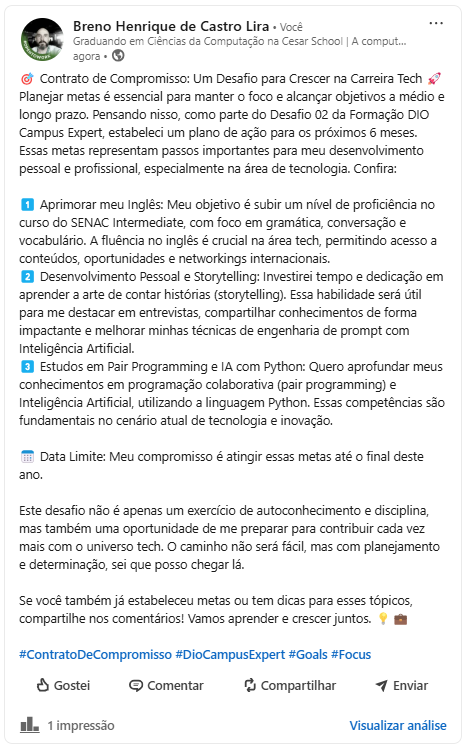 Breno Henrique de Castro Lira • Você
Graduando em Ciências da Computação na Cesar School | A comput...
agora •
🎯 Contrato de Compromisso: Um Desafio para Crescer na Carreira Tech 🚀
Planejar metas é essencial para manter o foco e alcançar objetivos a médio e
longo prazo. Pensando nisso, como parte do Desafio 02 da Formação DIO
Campus Expert, estabeleci um plano de ação para os próximos 6 meses.
Essas metas representam passos importantes para meu desenvolvimento
pessoal e profissional, especialmente na área de tecnologia. Confira:
1️⃣ Aprimorar meu Inglês: Meu objetivo é subir um nível de proficiência no
curso do SENAC Intermediate, com foco em gramática, conversação e
vocabulário. A fluência no inglês é crucial na área tech, permitindo acesso a
conteúdos, oportunidades e networkings internacionais.
2️⃣ Desenvolvimento Pessoal e Storytelling: Investirei tempo e dedicação em
aprender a arte de contar histórias (storytelling). Essa habilidade será útil
para me destacar em entrevistas, compartilhar conhecimentos de forma
impactante e melhorar minhas técnicas de engenharia de prompt com
Inteligência Artificial.
3️⃣ Estudos em Pair Programming e IA com Python: Quero aprofundar meus
conhecimentos em programação colaborativa (pair programming) e
Inteligência Artificial, utilizando a linguagem Python. Essas competências são
fundamentais no cenário atual de tecnologia e inovação.
📅 Data Limite: Meu compromisso é atingir essas metas até o final deste
ano.
Este desafio não é apenas um exercício de autoconhecimento e disciplina,
mas também uma oportunidade de me preparar para contribuir cada vez
mais com o universo tech. O caminho não será fácil, mas com planejamento
e determinação, sei que posso chegar lá.
Se você também já estabeleceu metas ou tem dicas para esses tópicos,
compartilhe nos comentários! Vamos aprender e crescer juntos. 💡 💼
#ContratoDeCompromisso #DioCampusExpert #Goals #Focus
Gostei Comentar Compartilhar Enviar
1 impressão Visualizar análise